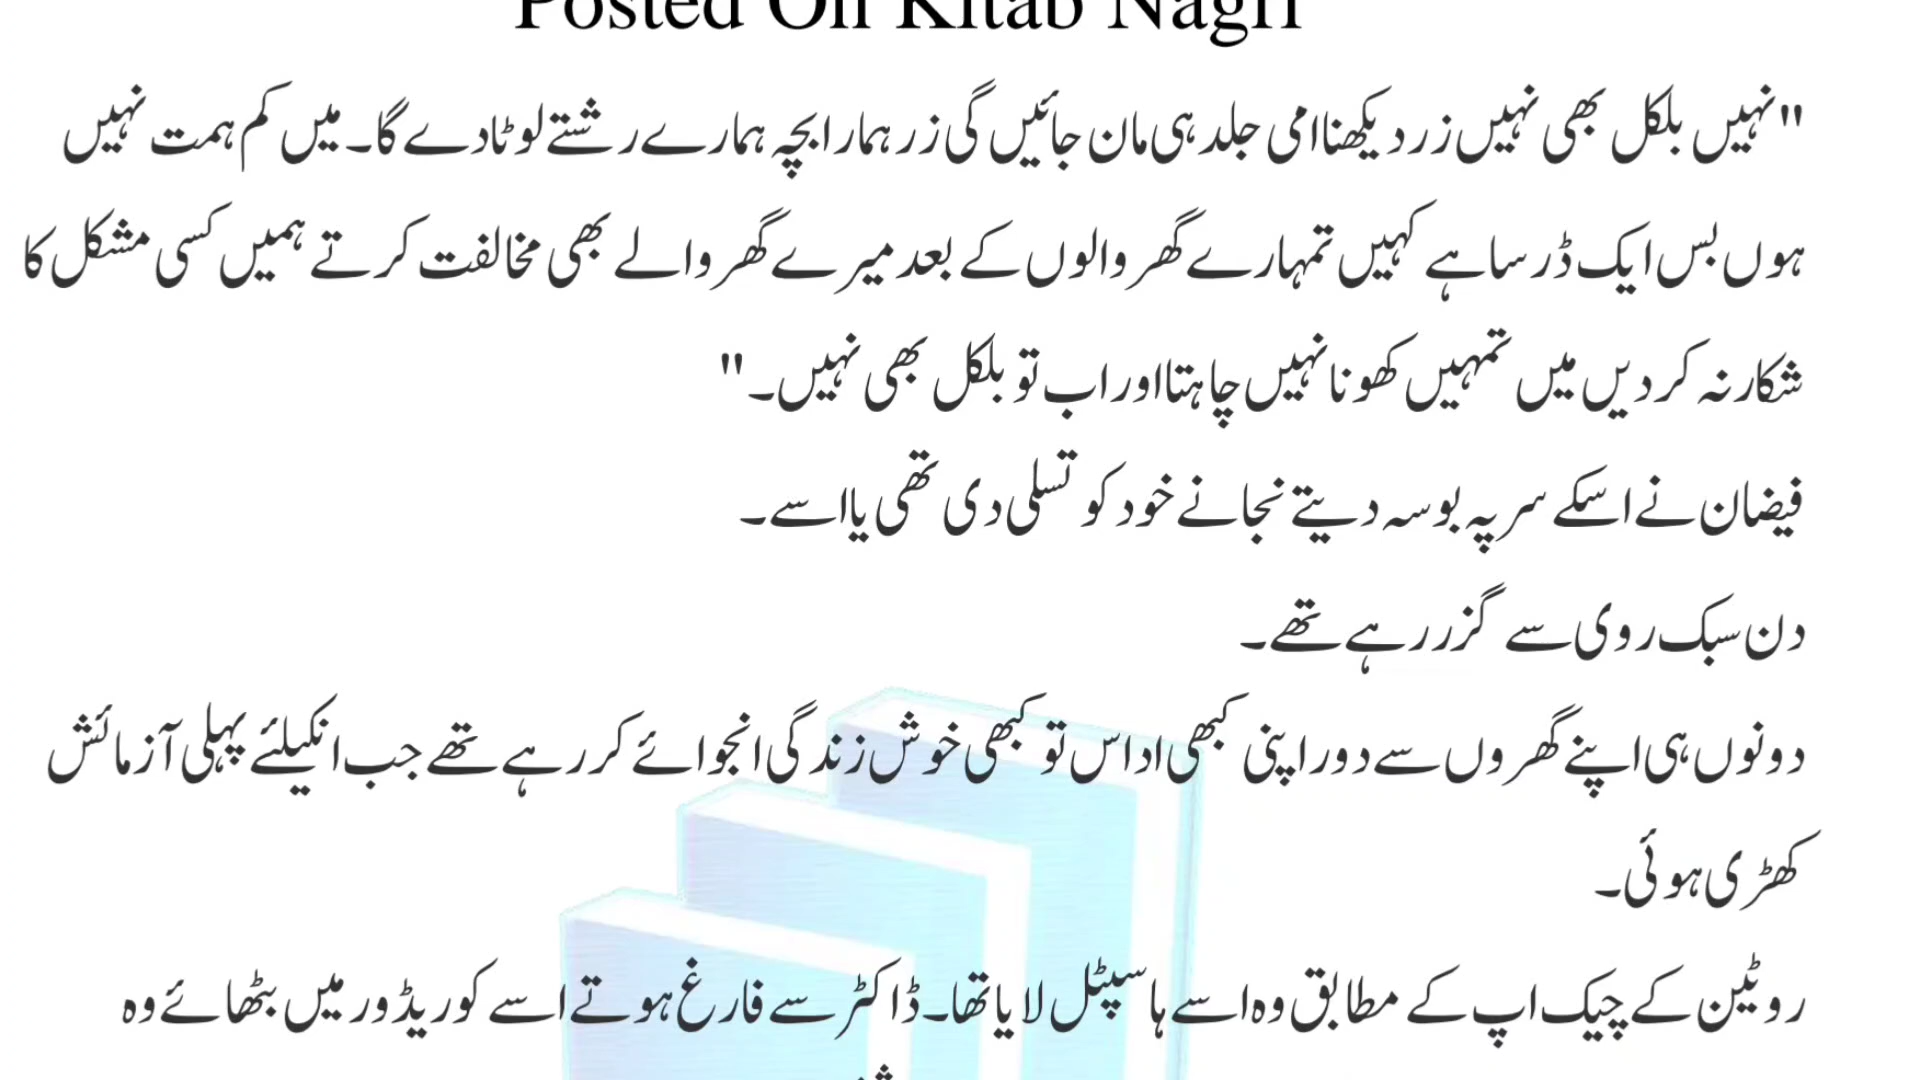 Posted On Kitab Nagri
"نہیں بلکل بھی نہیں زر دیکھنا امی جلد ہی مان جائیں گی زر ہمارا بچہ ہمارے رشتے لوٹا دے گا۔ میں کم ہمت نہیں
ہوں بس ایک ڈر سا ہے کہیں تمہارے گھر والوں کے بعد میرے گھر والے بھی مخالفت کرتے ہمیں کسی مشکل کا
شکار نہ کر دیں میں تمہیں کھونا نہیں چاہتا اور اب تو بلکل بھی نہیں۔"
فیضان نے اسکے سر پہ بوسہ دیتے نجانے خود کو تسلی دی تھی یا اسے۔
دن سبک روی سے گزر رہے تھے۔
دونوں ہی اپنے گھروں سے دور اپنی کبھی اداس تو کبھی خوش زندگی انجوائے کر رہے تھے جب انکیلئے پہلی آزمائش
کھڑی ہوئی۔
روٹین کے چیک اپ کے مطابق وہ اسے ہاسپٹل لایا تھا۔ ڈاکٹر سے فارغ ہوتے اسے کوریڈور میں بٹھائے وہ